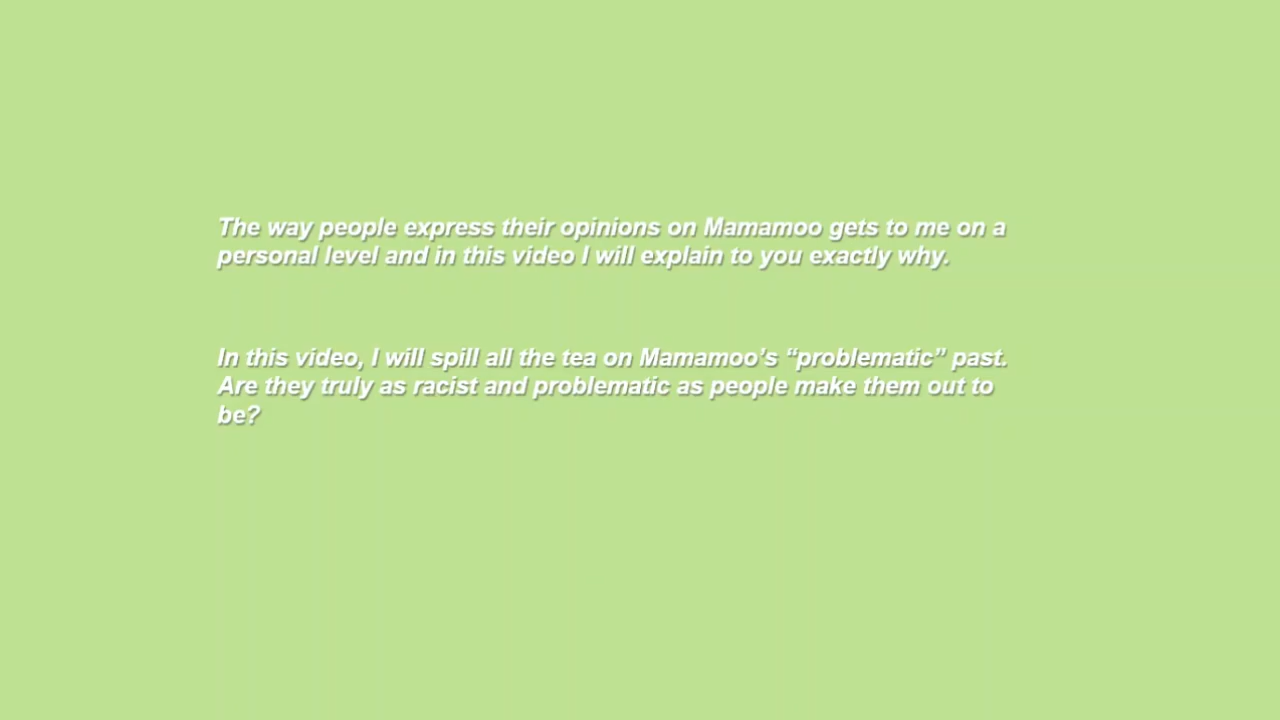 The way people express their opinions on Mamamoo gets to me on a
personal level and in this video I will explain to you exactly why.
In this video, I will spill all the tea on Mamamoo’s “problematic” past.
Are they truly as racist and problematic as people make them out to
be?